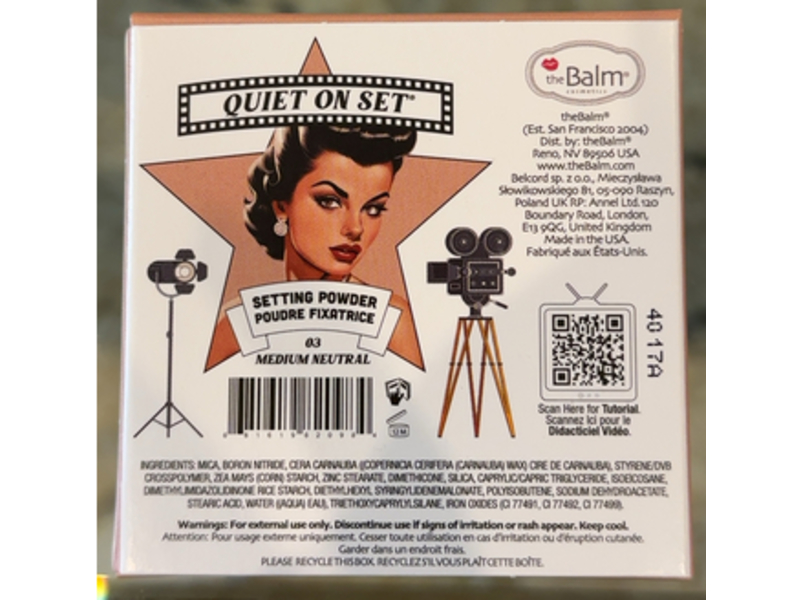 QUIET ON SET®
theBalm®
cosmetics
theBalm®
(Est. San Francisco 2004)
Dist. by: theBalm®
Reno, NV 89506 USA
www.theBalm.com
Belcord sp. z o.o., Mieczysława
Słowikowskiego 81, 05-090 Raszyn,
Poland UK RP: Annel Ltd. 120
Boundary Road, London,
E13 9QG, United Kingdom
Made in the USA.
Fabriqué aux États-Unis.
SETTING POWDER
POUDRE FIXATRICE
03
MEDIUM NEUTRAL
12 M
4017A
Scan Here for Tutorial.
Scannez Ici pour le
Didacticiel Vidéo.
INGREDIENTS: MICA, BORON NITRIDE, CERA CARNAUBA ((COPERNICIA CERIFERA (CARNAUBA) WAX) CIRE DE CARNAUBA), STYRENE/DVB
CROSSPOLYMER, ZEA MAYS (CORN) STARCH, ZINC STEARATE, DIMETHICONE, SILICA, CAPRYLIC/CAPRIC TRIGLYCERIDE, ISOEICOSANE,
DIMETHYLIMIDAZOLIDINONE RICE STARCH, DIETHYLHEXYL SYRINGYLIDENEMALONATE, POLYISOBUTENE, SODIUM DEHYDROACETATE,
STEARIC ACID, WATER ((AQUA) EAU), TRIETHOXYCAPRYLYLSILANE, IRON OXIDES (CI 77491, CI 77492, CI 77499).
Warnings: For external use only. Discontinue use if signs of irritation or rash appear. Keep cool.
Attention: Pour usage externe uniquement. Cesser toute utilisation en cas d'irritation ou d'éruption cutanée.
Garder dans un endroit frais.
PLEASE RECYCLE THIS BOX. RECYCLEZ S'IL VOUS PLAÎT CETTE BOÎTE.